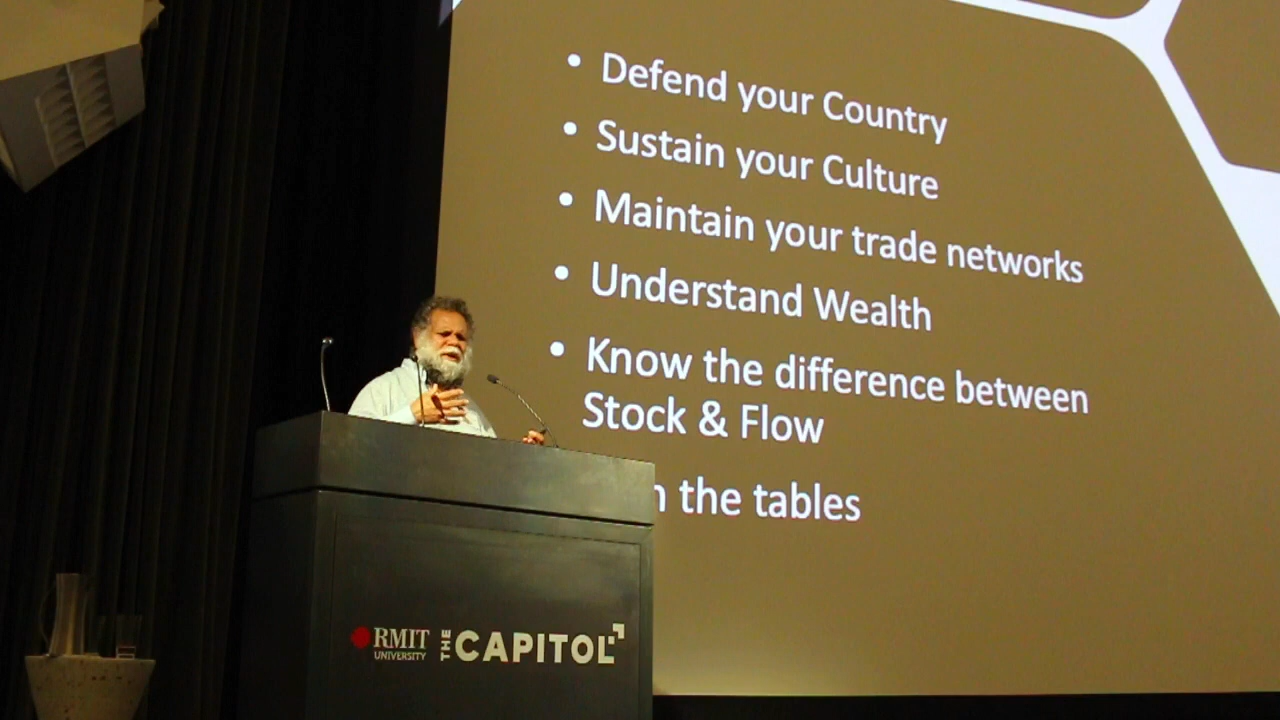 • Defend your Country
• Sustain your Culture
• Maintain your trade networks
• Understand Wealth
• Know the difference between
Stock & Flow
the tables
RMIT
UNIVERSITY
THE CAPITOL